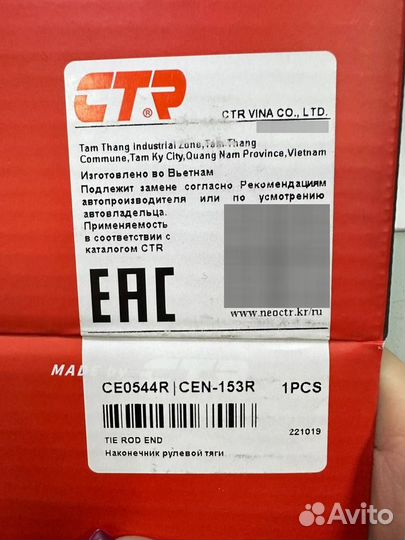 CTR®
CTR VINA CO., LTD.
Tam Thang industrial zone,Tam Thang
Commune,Tam Ky City,Quang Nam Province,Vietnam
Изготовлено во Вьетнам
Подлежит замене согласно Рекомендациям
автопроизводителя или по усмотрению
автовладельца.
Применяемость
в соответствии с
каталогом CTR
EAC
www.neoctr.kr/ru
MADE by
CE0544R|CEN-153R 1PCS
221019
TIE ROD END
Наконечник рулевой тяги
Avito